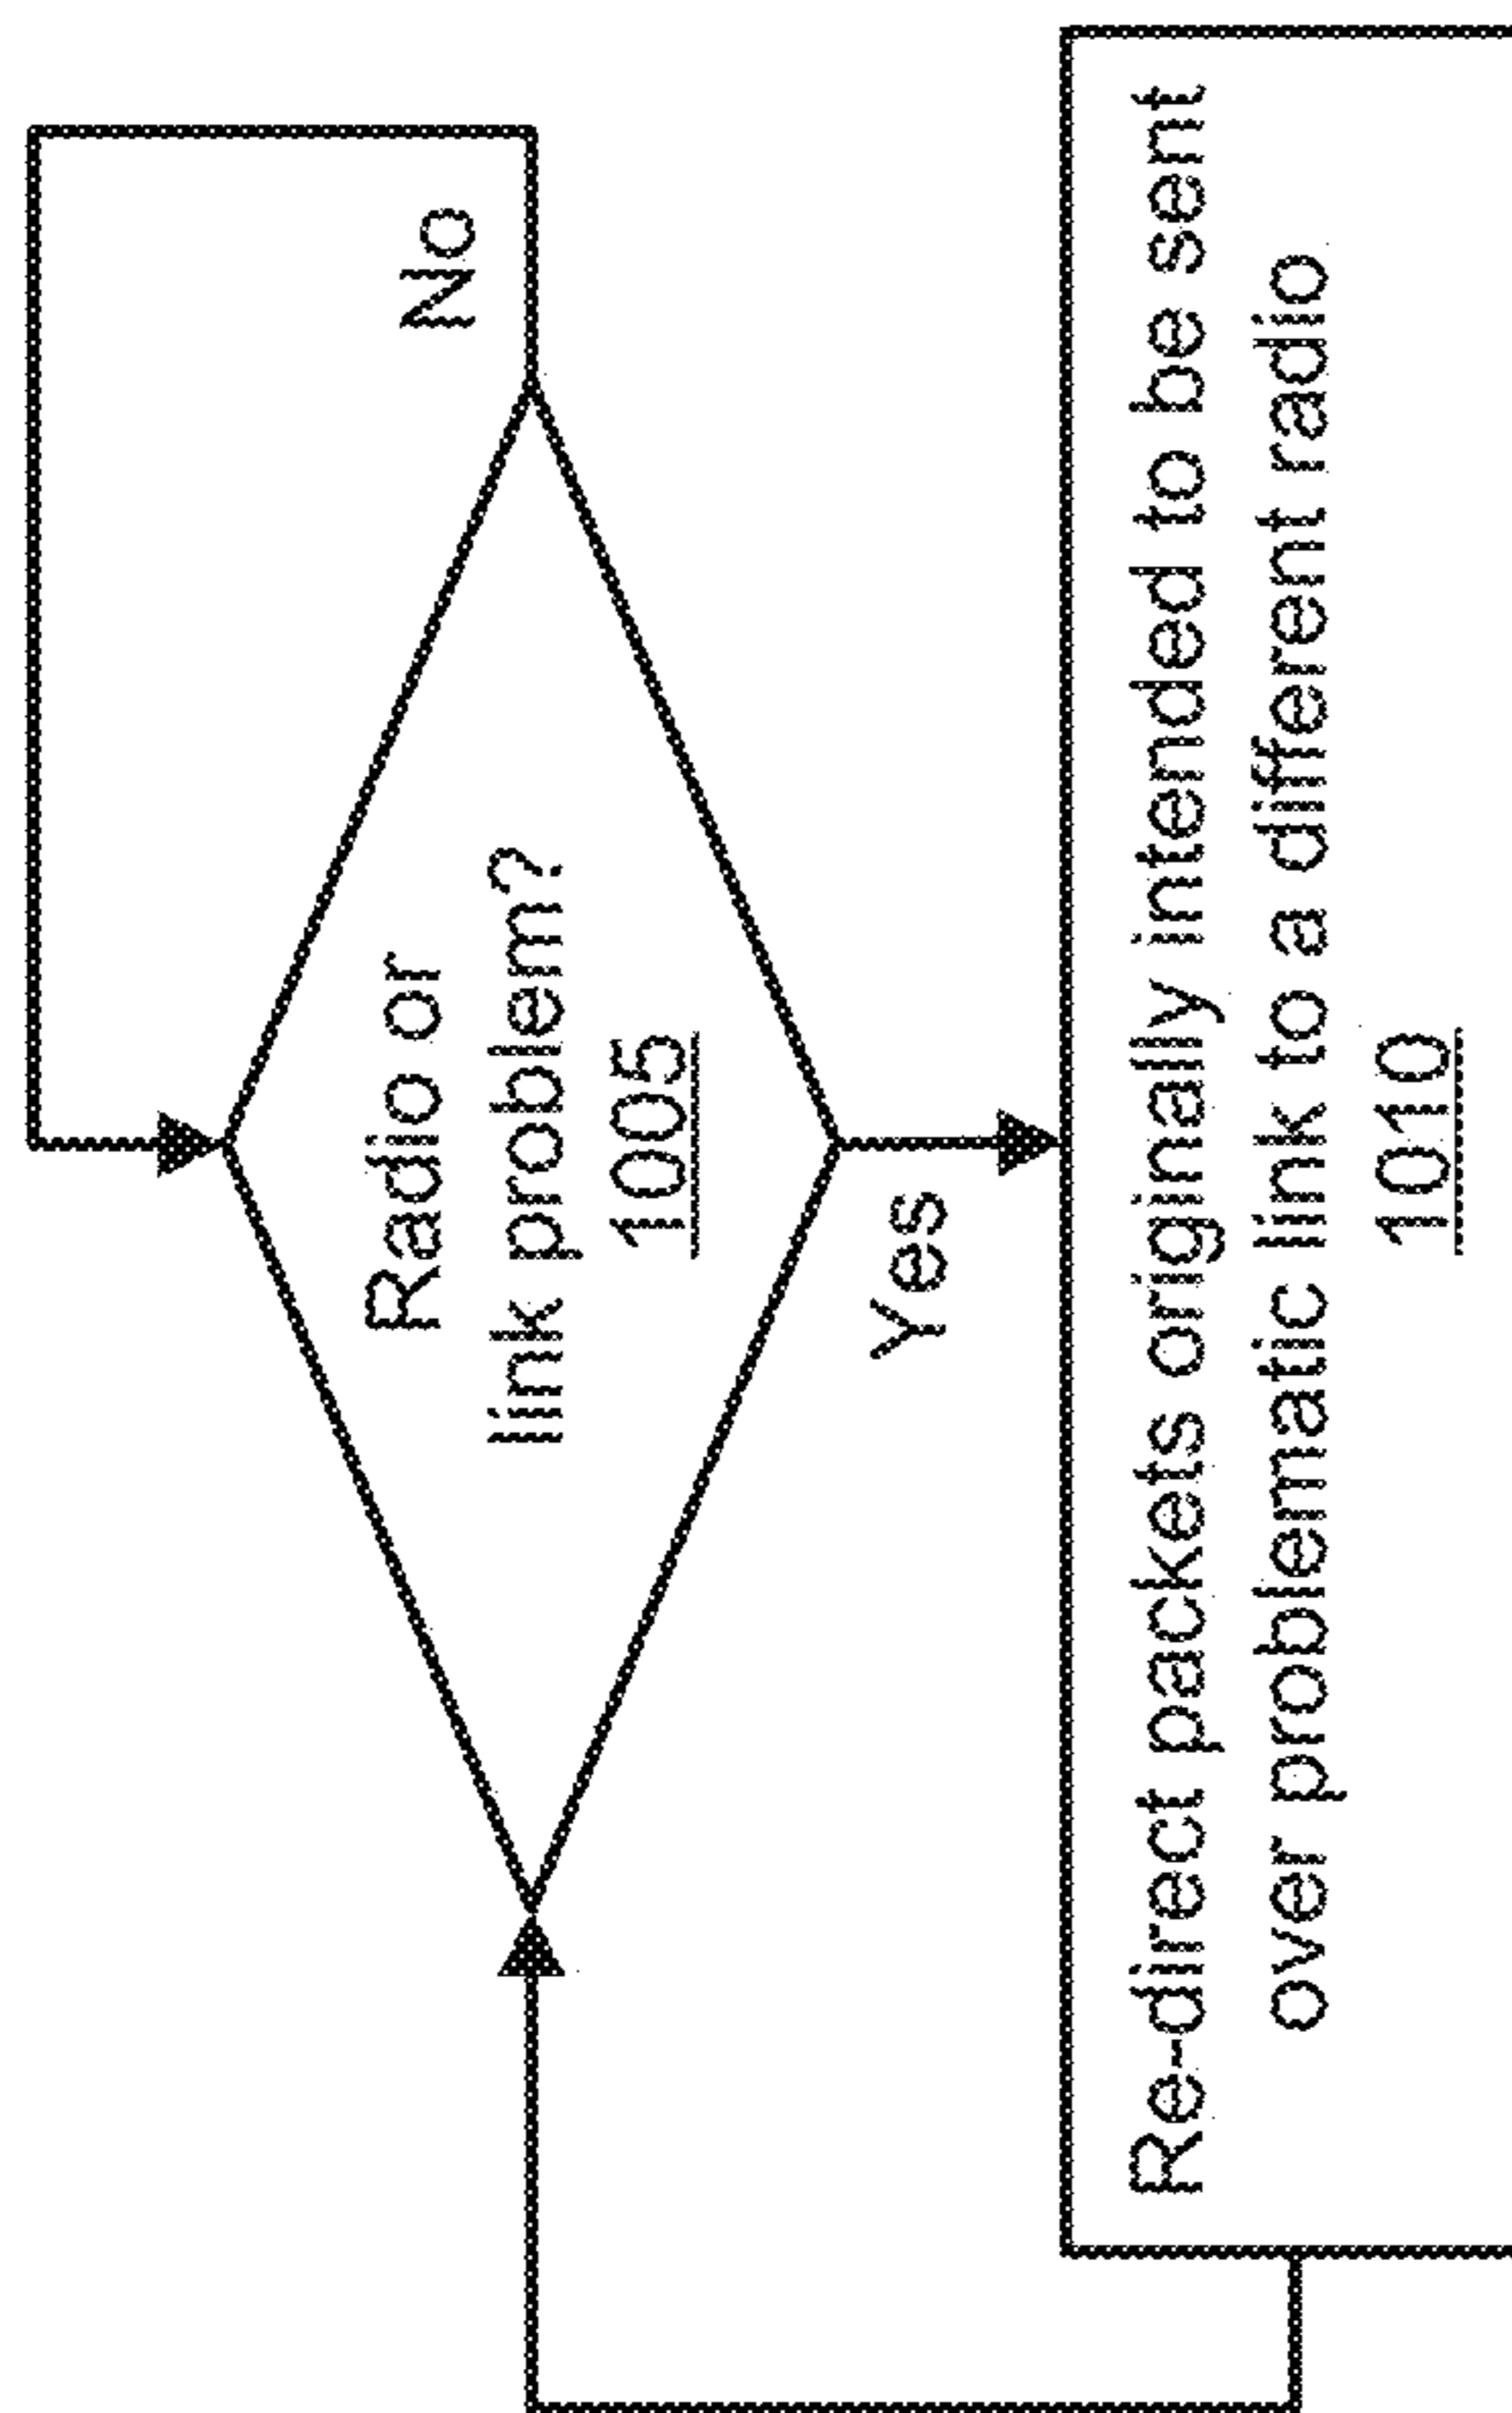 No
Radio or
link problem?
1005
Yes
Re-direct packets originally intended to be sent
over problematic link to a different radio
1010